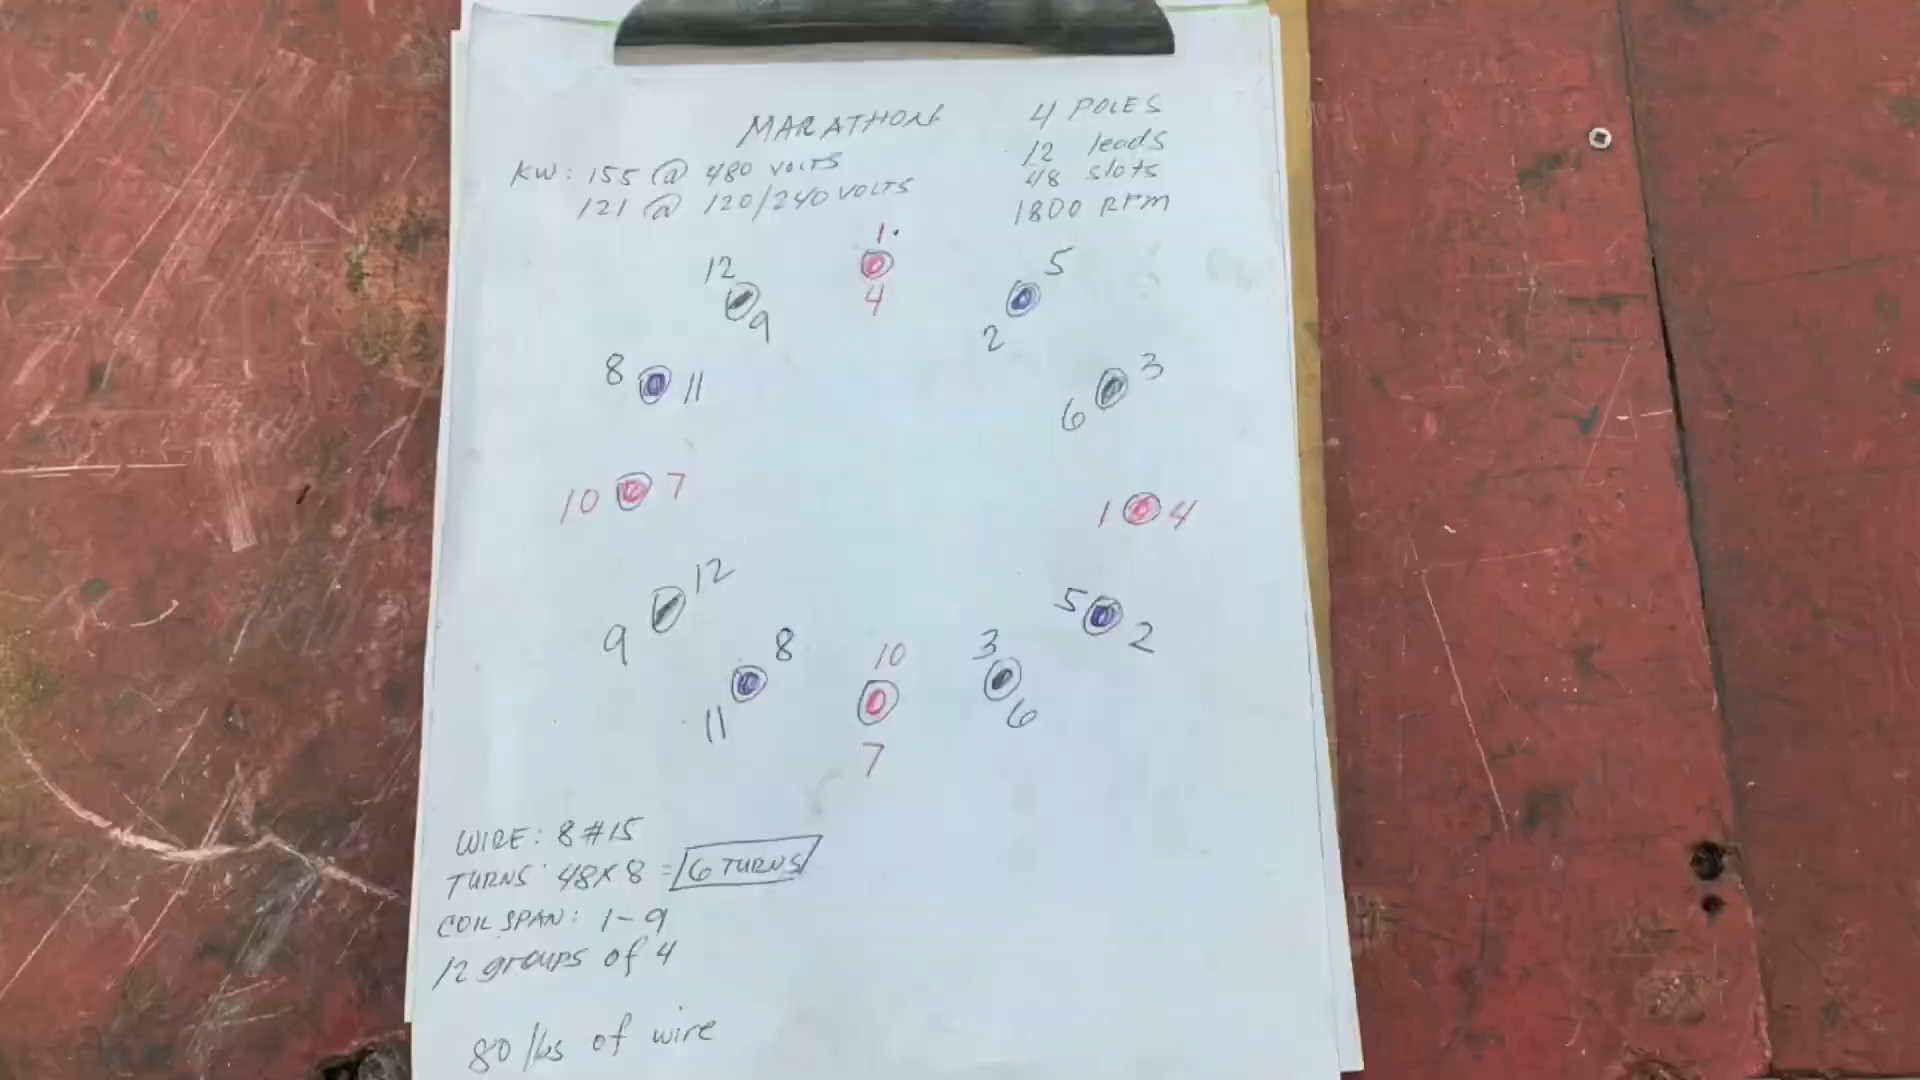 MARATHON
4 POLES
12 leads
48 slots
1800 RPM
KW: 155 @ 480 VOLTS
121 @ 120/240 VOLTS
1.
4
5
2
3
6
1 4
5 2
3
6
10
7
8
11
12
9
10 7
8 11
12
9
WIRE: 8#15
TURNS 48x8 = 6 TURNS
COIL SPAN: 1-9
12 groups of 4
80 lbs of wire